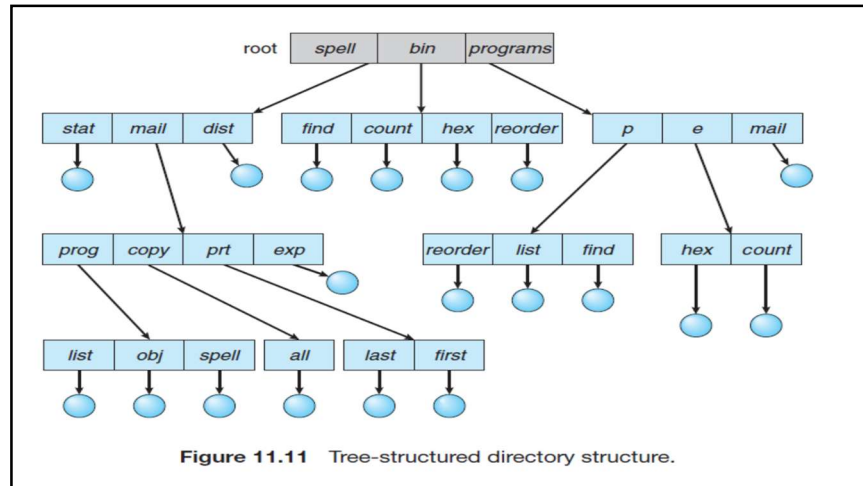 root spell bin programs
stat mail dist find count hex reorder p e mail
prog copy prt exp reorder list find hex count
list obj spell all last first
Figure 11.11 Tree-structured directory structure.